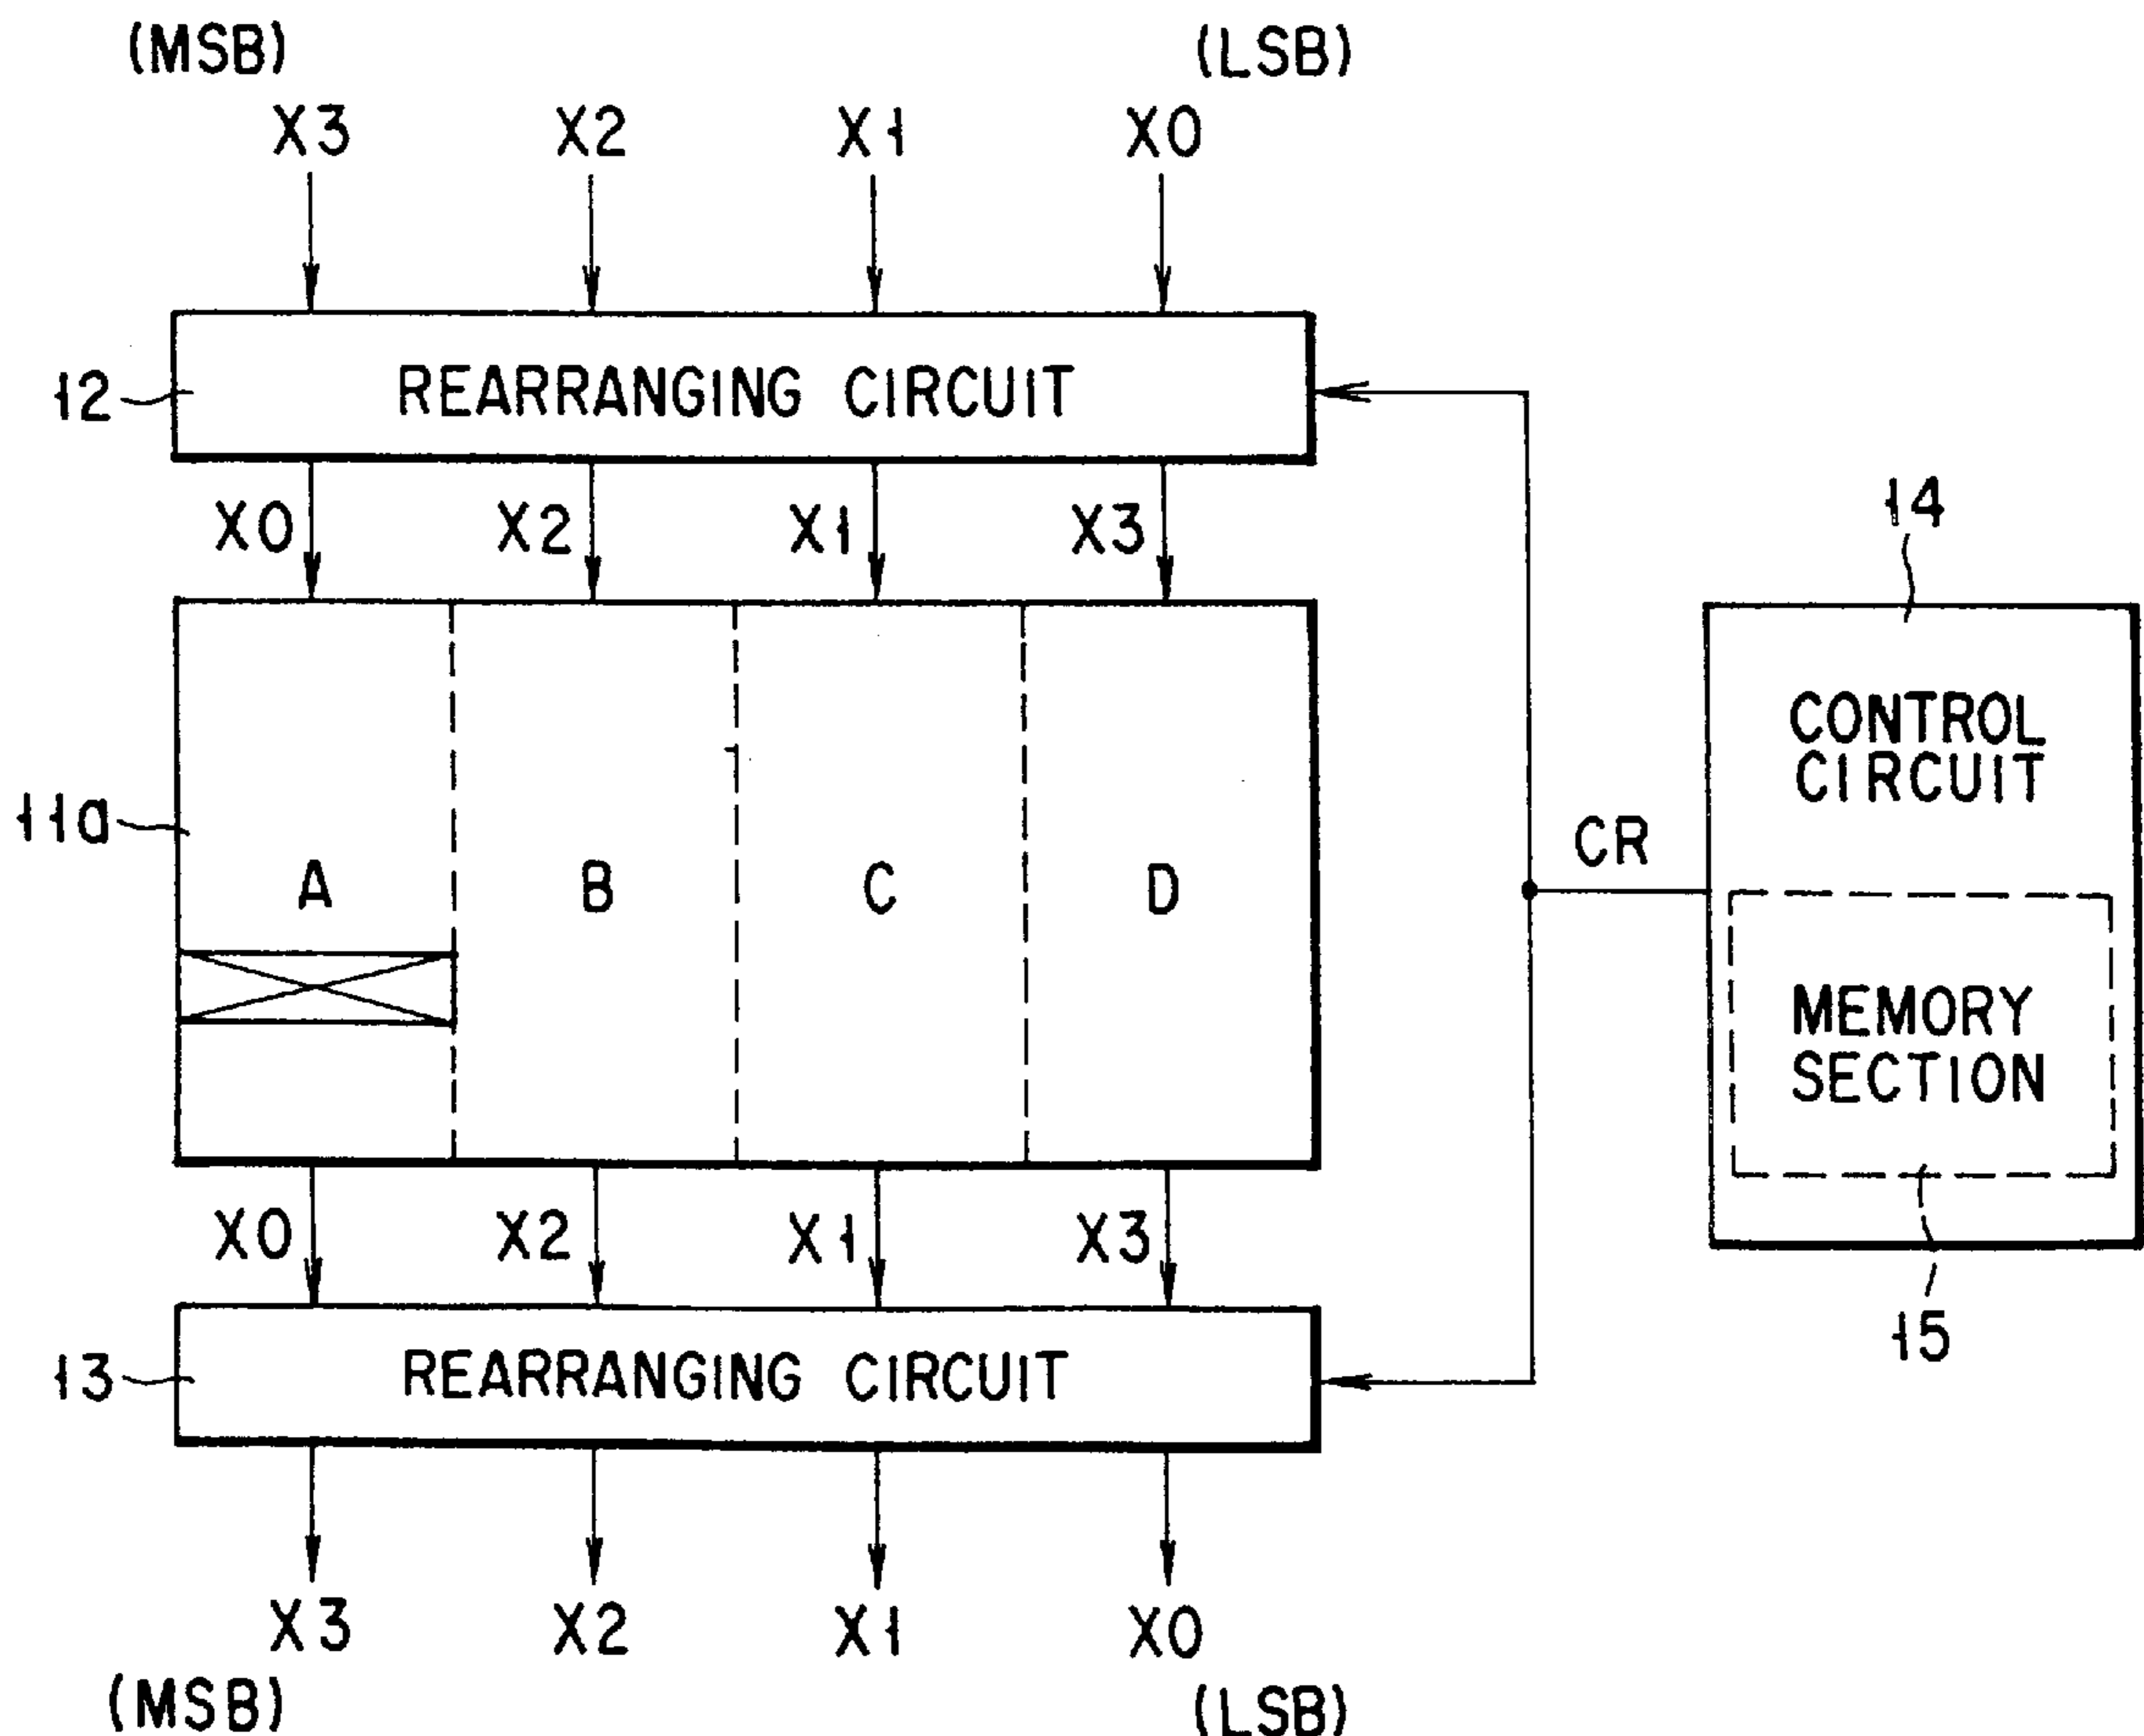 (MSB) (LSB)
X3 X2 X1 X0
12 REARRANGING CIRCUIT
X0 X2 X1 X3
14
CONTROL
CIRCUIT
11a
A B C D
CR
MEMORY
SECTION
X0 X2 X1 X3
15
13 REARRANGING CIRCUIT
X3 X2 X1 X0
(MSB) (LSB)